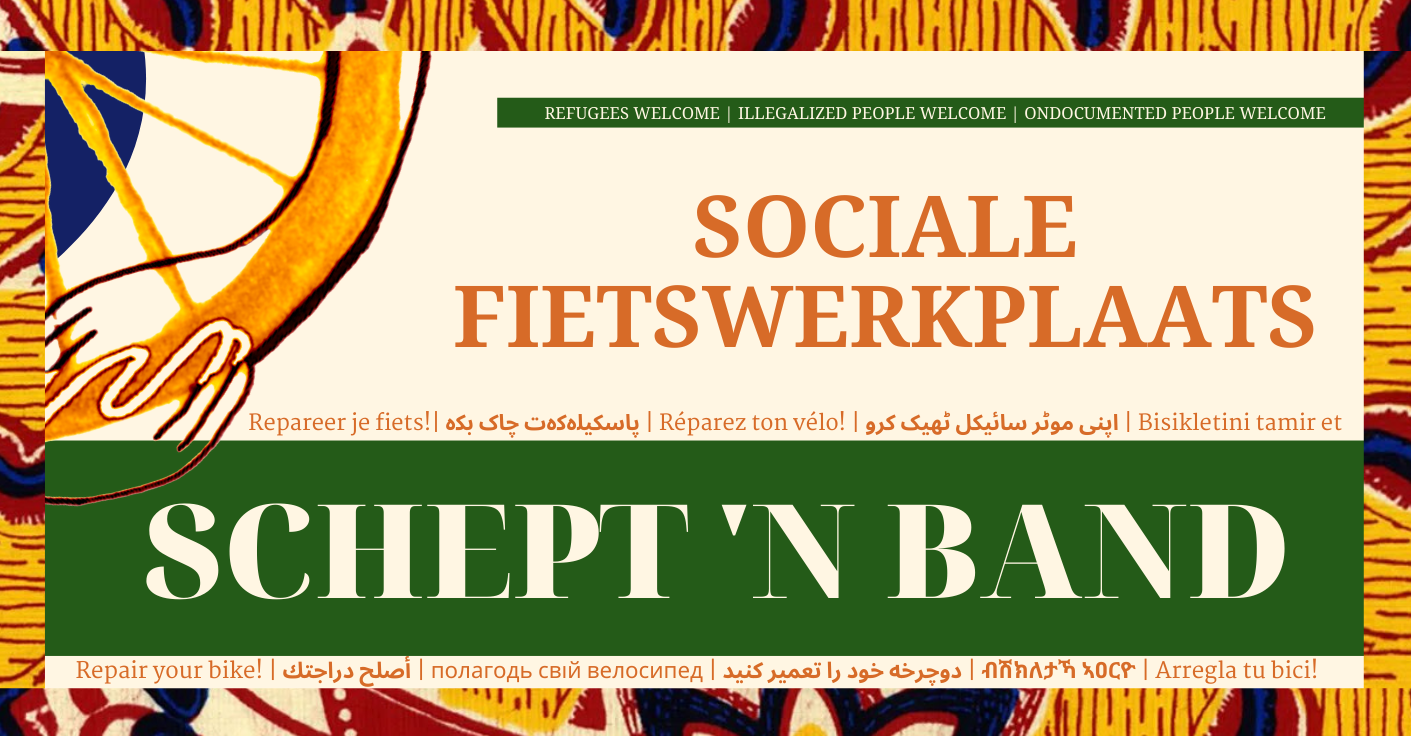 REFUGEES WELCOME | ILLEGALIZED PEOPLE WELCOME | ONDOCUMENTED PEOPLE WELCOME
SOCIALE
FIETSWERKPLAATS
Repareer je fiets!| پاسکیلەکەت چاک بکە | Réparez ton vélo! | اپنی موٹر سائیکل ٹھیک کرو | Bisikletini tamir et
SCHEPT 'N BAND
Repair your bike! | أصلح دراجتك | полагодь свій велосипед | دوچرخه خود را تعمیر کنید | ብሽክለታኻ ኣዐርዮ | Arregla tu bici!